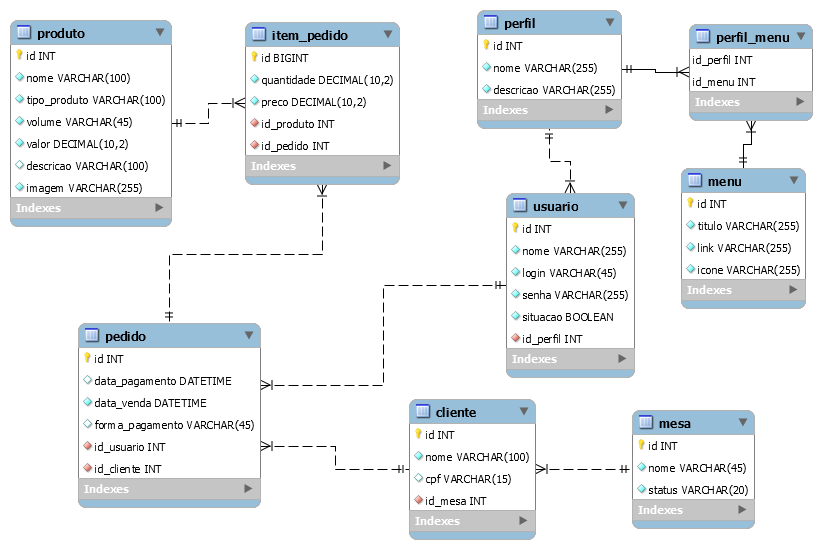 produto
id INT
nome VARCHAR(100)
tipo_produto VARCHAR(100)
volume VARCHAR(45)
valor DECIMAL(10,2)
descricao VARCHAR(100)
imagem VARCHAR(255)
Indexes
item_pedido
id BIGINT
quantidade DECIMAL(10,2)
preco DECIMAL(10,2)
id_produto INT
id_pedido INT
Indexes
perfil
id INT
nome VARCHAR(255)
descricao VARCHAR(255)
Indexes
perfil_menu
id_perfil INT
id_menu INT
Indexes
menu
id INT
titulo VARCHAR(255)
link VARCHAR(255)
icone VARCHAR(255)
Indexes
usuario
id INT
nome VARCHAR(255)
login VARCHAR(45)
senha VARCHAR(255)
situacao BOOLEAN
id_perfil INT
Indexes
pedido
id INT
data_pagamento DATETIME
data_venda DATETIME
forma_pagamento VARCHAR(45)
id_usuario INT
id_cliente INT
Indexes
cliente
id INT
nome VARCHAR(100)
cpf VARCHAR(15)
id_mesa INT
Indexes
mesa
id INT
nome VARCHAR(45)
status VARCHAR(20)
Indexes